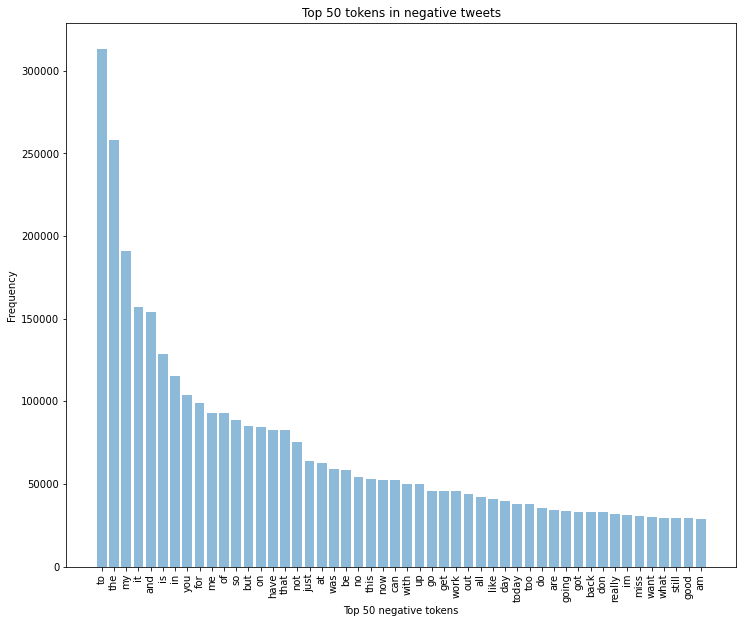 Top 50 tokens in negative tweets
Frequency
300000
250000
200000
150000
100000
50000
0
to the my it and is in you for me of so but on have that not just at was be no this now can with up go get work out all like day today too do are going got back don really im miss want what still good am
Top 50 negative tokens